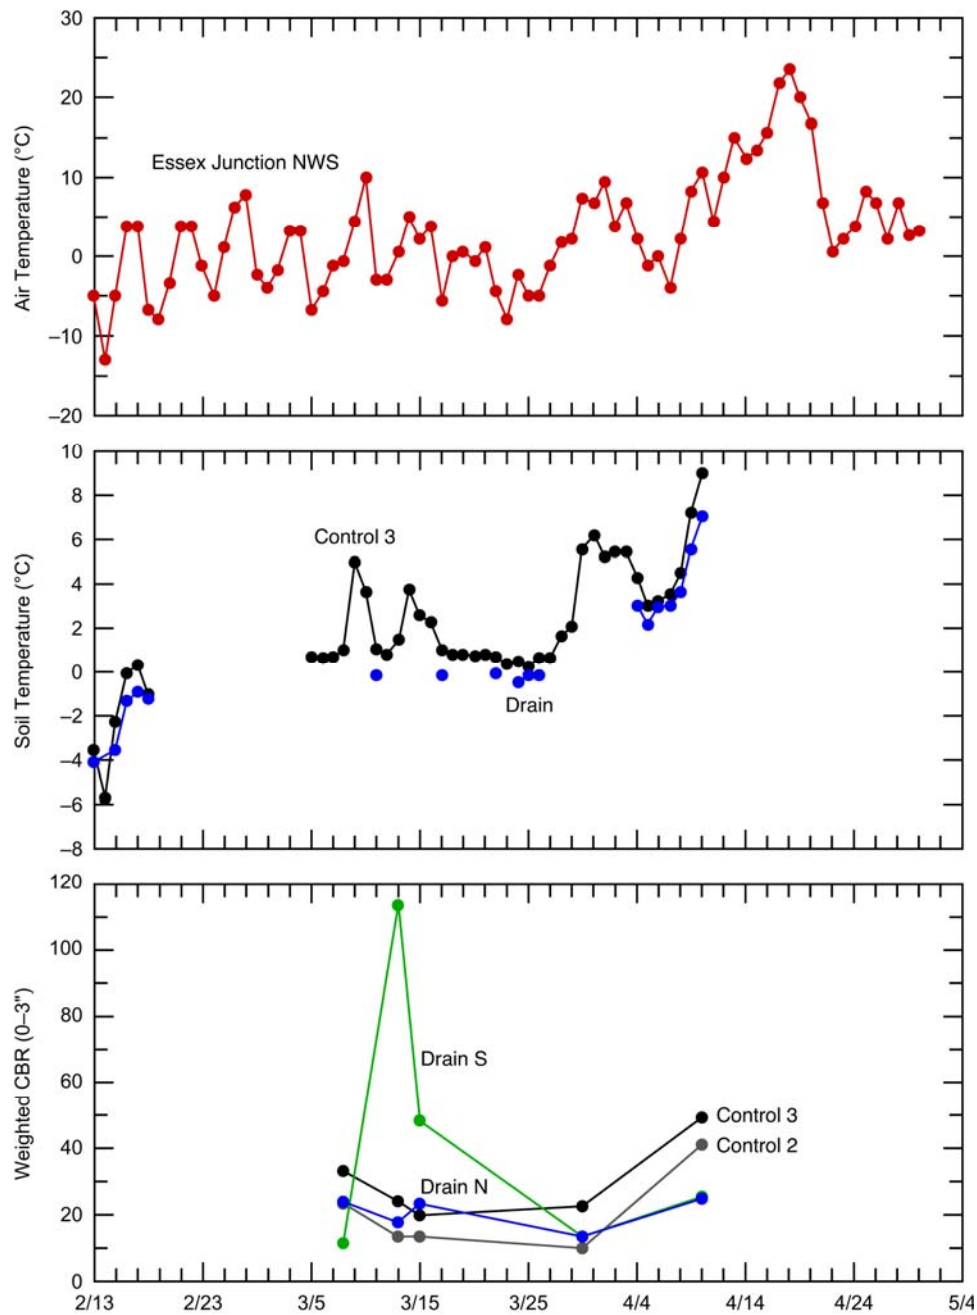 30
20
10
0
–10
–20
Air Temperature (°C)
Essex Junction NWS
10
8
6
4
2
0
–2
–4
–6
–8
Soil Temperature (°C)
Control 3
Drain
120
100
80
60
40
20
0
Weighted CBR (0–3")
Drain S
Drain N
Control 3
Control 2
2/13 2/23 3/5 3/15 3/25 4/4 4/14 4/24 5/4